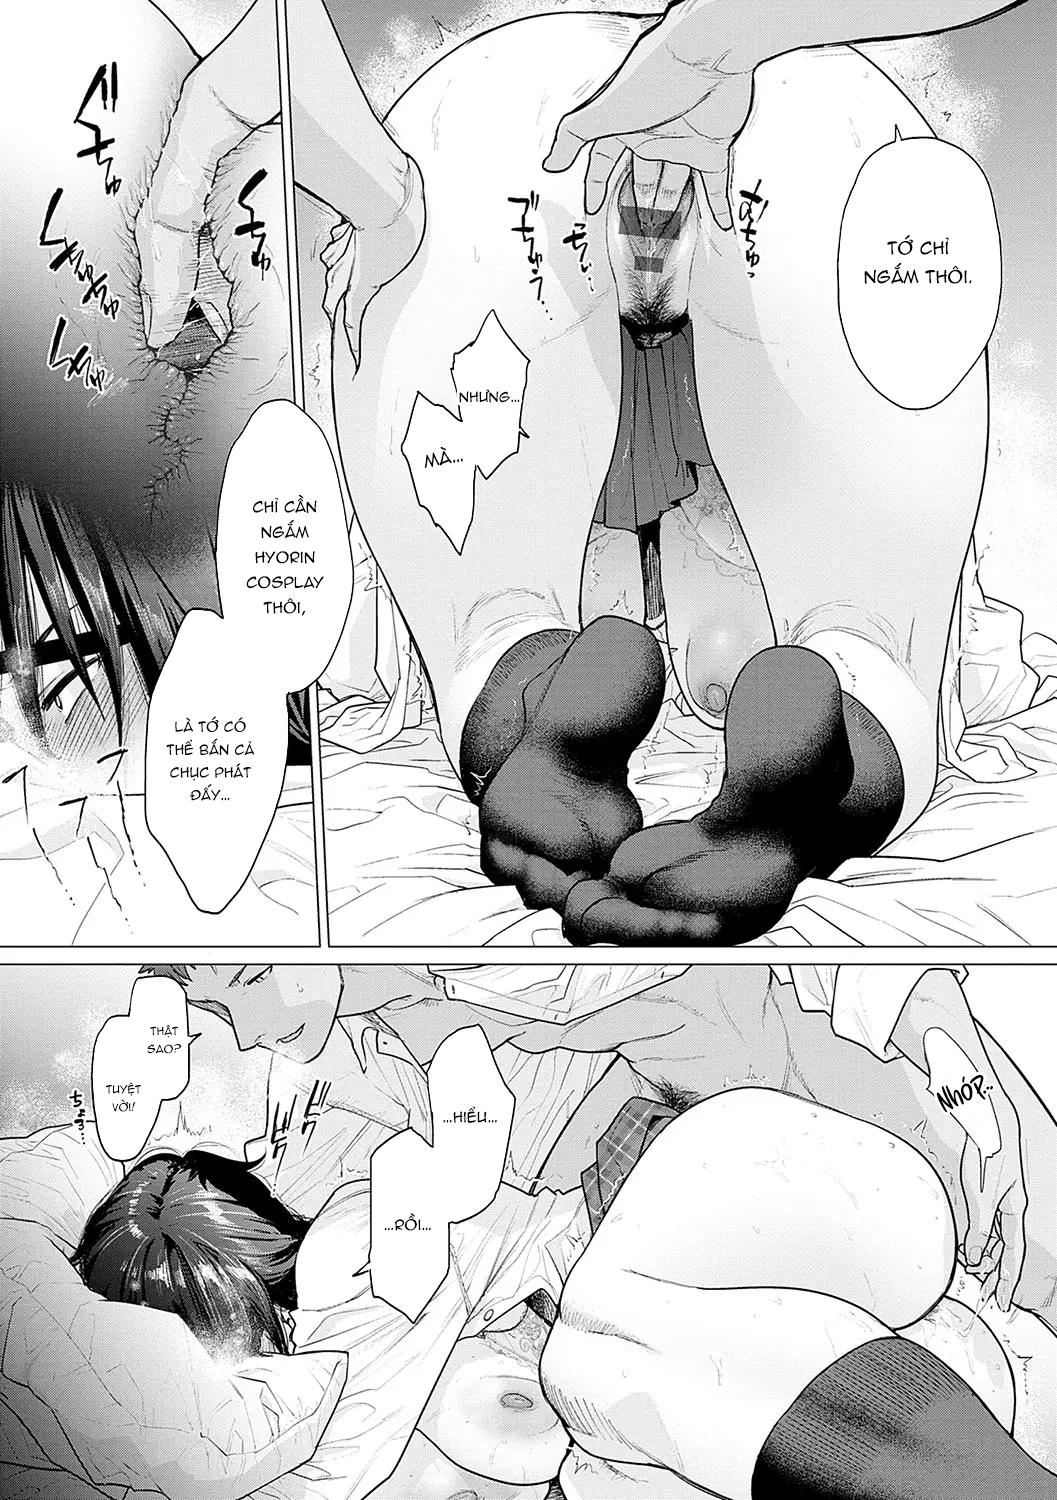 TỚ CHỈ
NGẮM THÔI.
NHƯNG...
MÀ...
CHỈ CẦN
NGẮM
HYORIN
COSPLAY
THÔI,
LÀ TỚ CÓ
THỂ BẮN CẢ
CHỤC PHÁT
ĐẤY...
NHÓP...
...HIỂU...
...RỒI...
THẬT
SAO?
TUYỆT
VỜI!